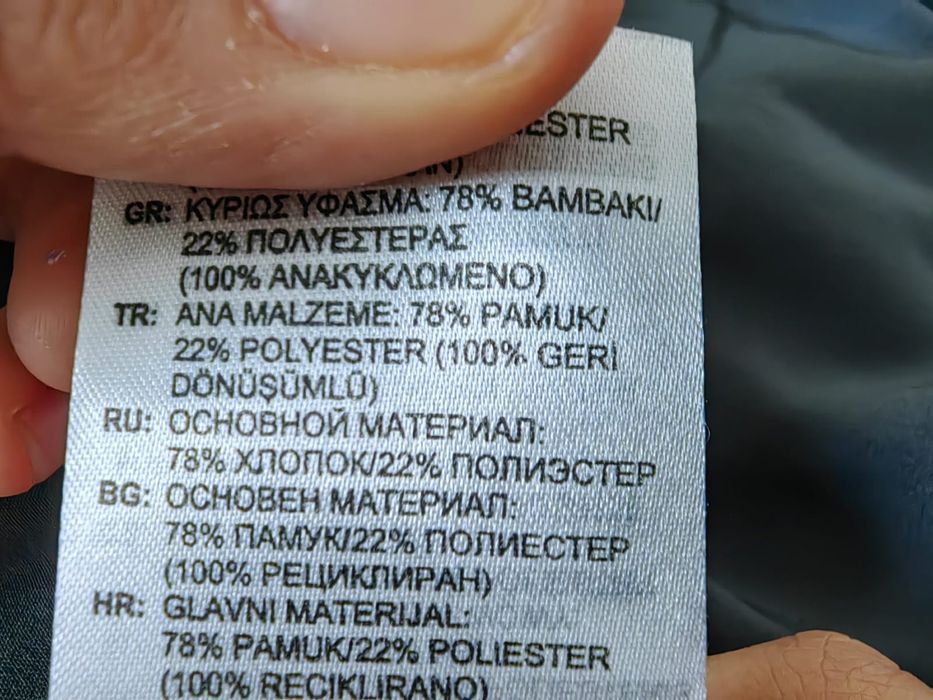 ESTER
GR: ΚΥΡΙΩΣ ΥΦΑΣΜΑ: 78% ΒΑΜΒΑΚΙ/
22% ΠΟΛΥΕΣΤΕΡΑΣ
(100% ΑΝΑΚΥΚΛΩΜΕΝΟ)
TR: ANA MALZEME: 78% PAMUK/
22% POLYESTER (100% GERİ
DÖNÜŞÜMLÜ)
RU: ОСНОВНОЙ МАТЕРИАЛ:
78% ХЛОПОК/22% ПОЛИЭСТЕР
BG: ОСНОВЕН МАТЕРИАЛ:
78% ПАМУК/22% ПОЛИЕСТЕР
(100% РЕЦИКЛИРАН)
HR: GLAVNI MATERIJAL:
78% PAMUK/22% POLIESTER
(100% RECIKLIRANO)